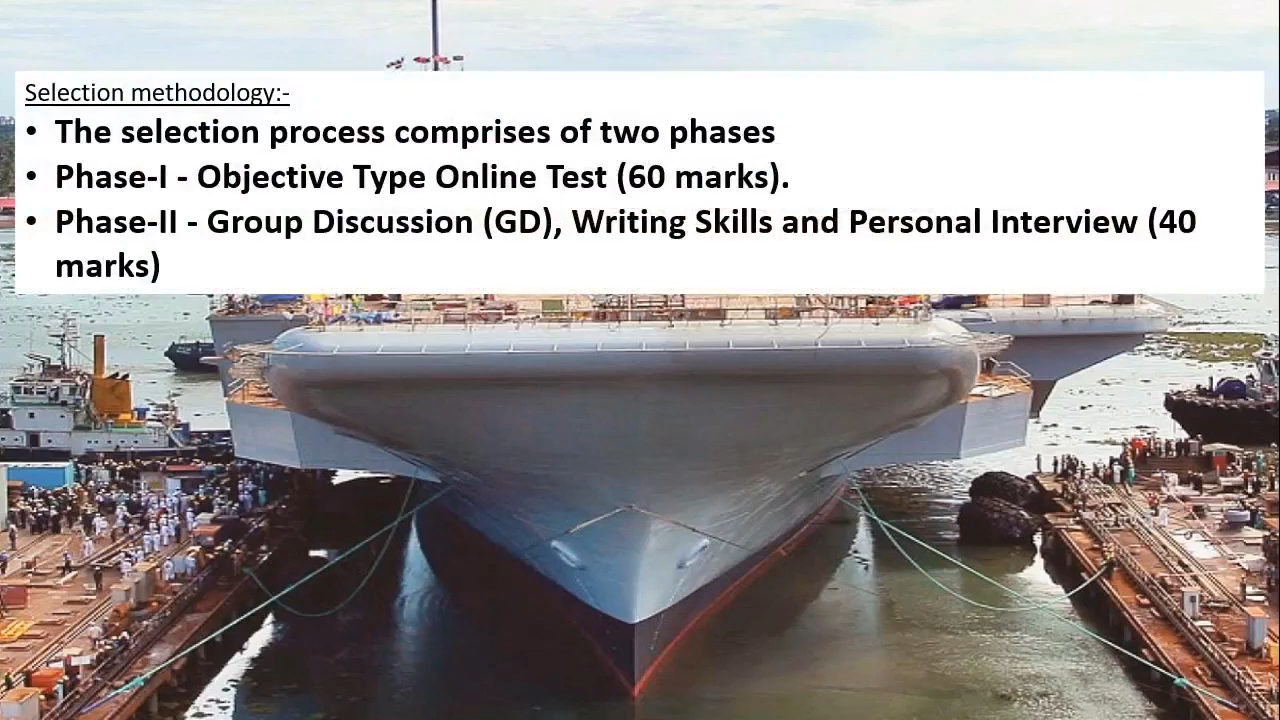 Selection methodology:-
• The selection process comprises of two phases
• Phase-I - Objective Type Online Test (60 marks).
• Phase-II - Group Discussion (GD), Writing Skills and Personal Interview (40
marks)